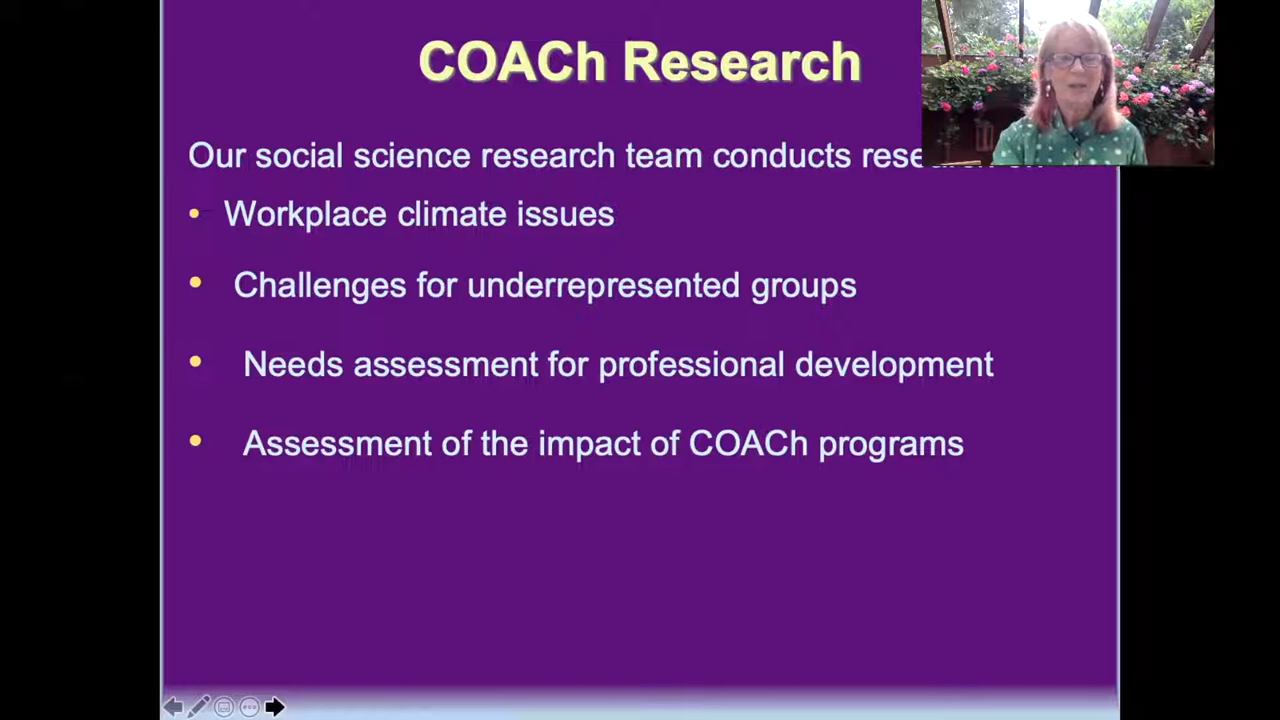 COACh Research
Our social science research team conducts
• Workplace climate issues
• Challenges for underrepresented groups
• Needs assessment for professional development
• Assessment of the impact of COACh programs